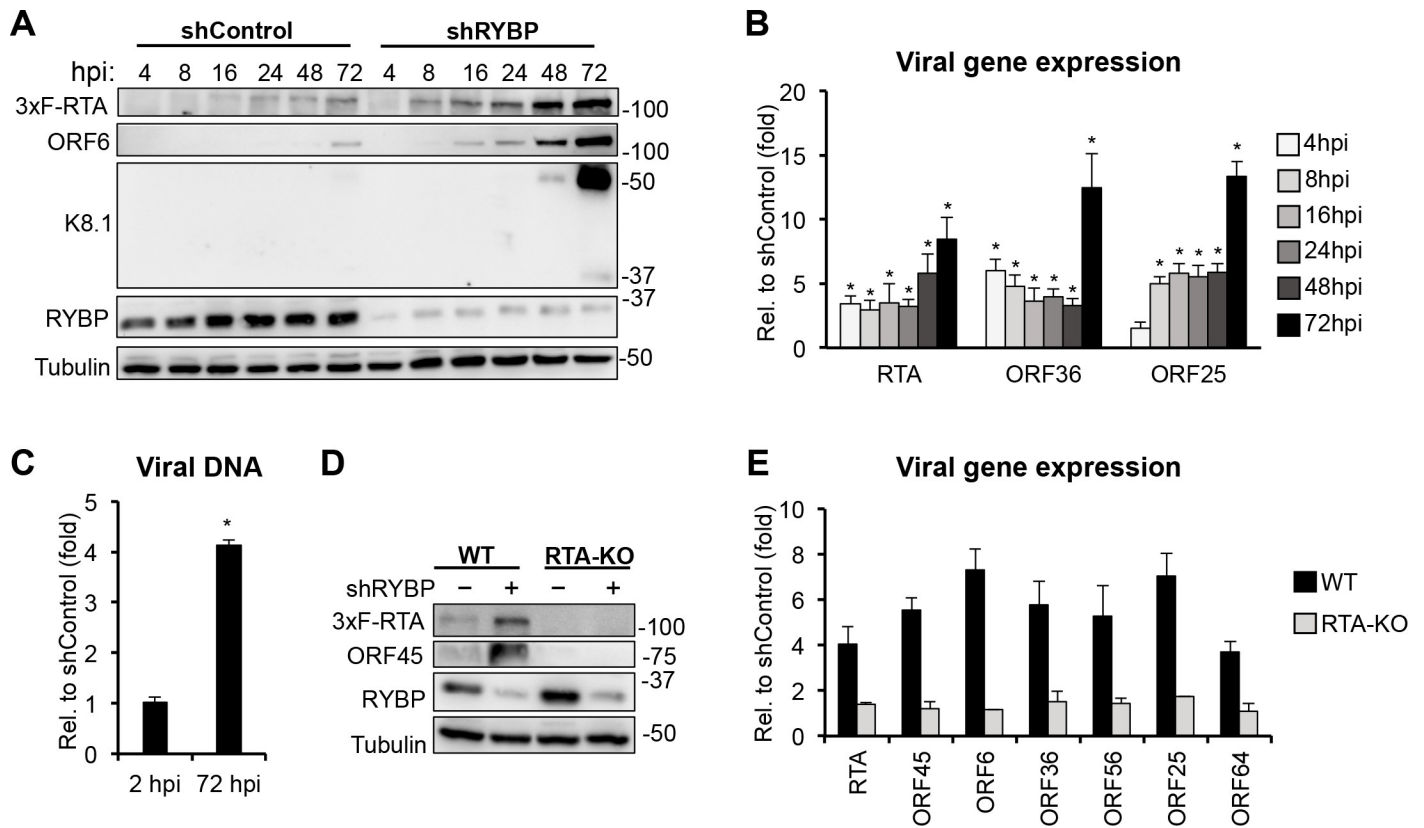 A
shControl shRYBP
hpi: 4 8 16 24 48 72 4 8 16 24 48 72
3xF-RTA -100
ORF6 -100
K8.1 -50
-37
RYBP -37
Tubulin -50
B
Viral gene expression
Rel. to shControl (fold)
20
15
10
5
0
* * * * * *
* * * * * *
* * * * *
RTA ORF36 ORF25
4hpi
8hpi
16hpi
24hpi
48hpi
72hpi
C
Viral DNA
Rel. to shControl (fold)
5
4
3
2
1
0
*
2 hpi 72 hpi
D
WT RTA-KO
shRYBP – + – +
3xF-RTA -100
ORF45 -75
RYBP -37
Tubulin -50
E
Viral gene expression
Rel. to shControl (fold)
10
8
6
4
2
0
RTA
ORF45
ORF6
ORF36
ORF56
ORF25
ORF64
WT
RTA-KO